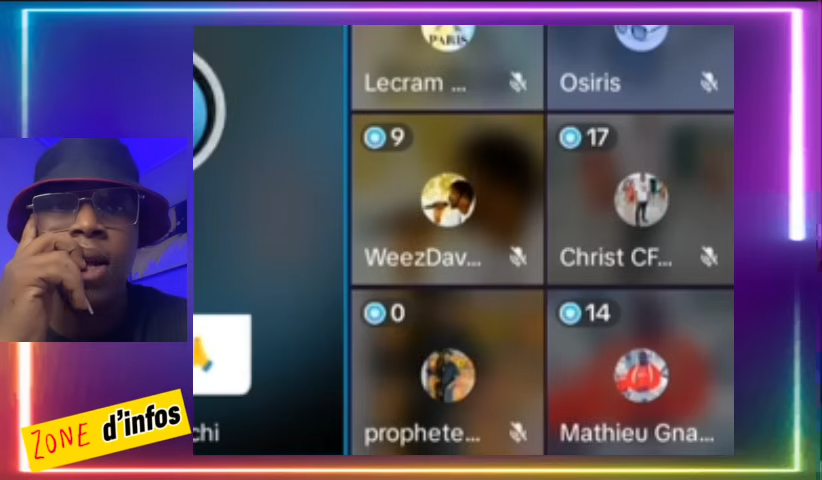 PARIS
Lecram ...
Osiris
9
17
WeezDav...
Christ CF...
0
14
chi
prophete...
Mathieu Gna...
ZONE d'infos